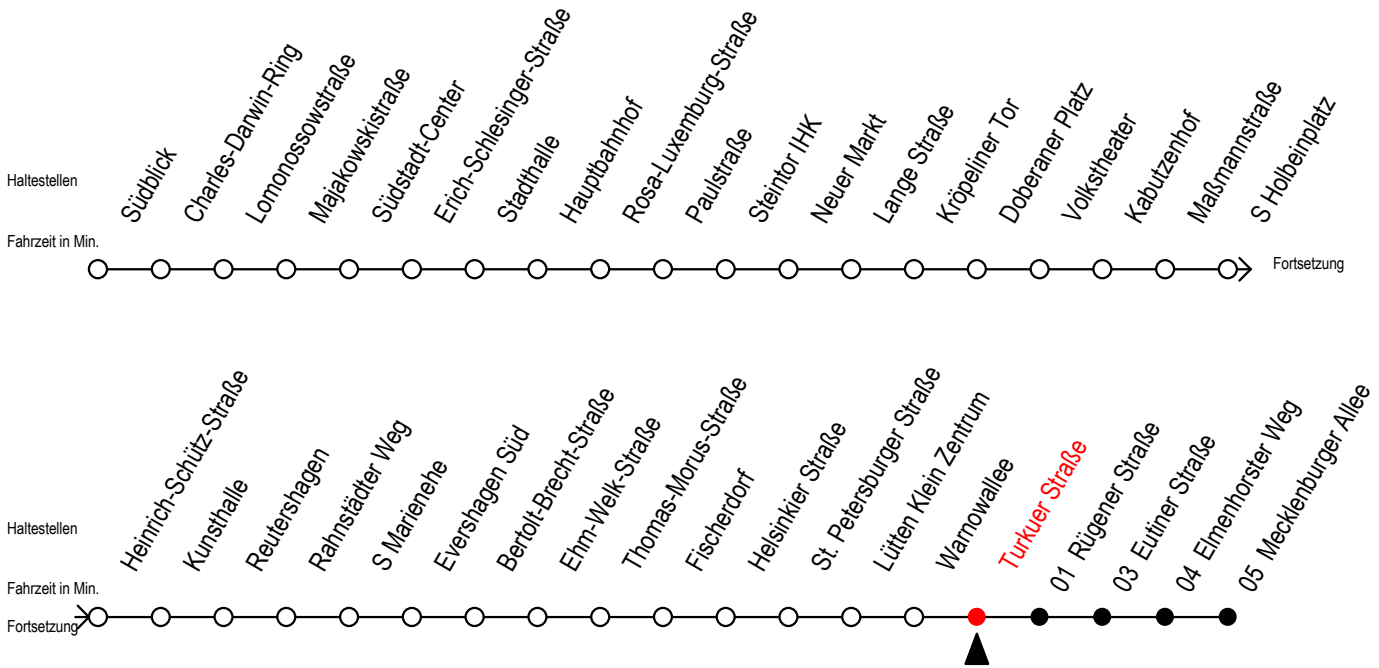 Haltestellen
Südblick
Charles-Darwin-Ring
Lomonossowstraße
Majakowskistraße
Südstadt-Center
Erich-Schlesinger-Straße
Stadthalle
Hauptbahnhof
Rosa-Luxemburg-Straße
Paulstraße
Steintor IHK
Neuer Markt
Lange Straße
Kröpeliner Tor
Doberaner Platz
Volkstheater
Kabutzenhof
Maßmannstraße
S Holbeinplatz
Fahrzeit in Min.
Fortsetzung
Haltestellen
Heinrich-Schütz-Straße
Kunsthalle
Reutershagen
Rahnstädter Weg
S Marienehe
Evershagen Süd
Bertolt-Brecht-Straße
Ehm-Welk-Straße
Thomas-Morus-Straße
Fischerdorf
Helsinkier Straße
St. Petersburger Straße
Lütten Klein Zentrum
Warnowallee
Turkuer Straße
01 Rügener Straße
03 Eutiner Straße
04 Elmenhorster Weg
05 Mecklenburger Allee
Fahrzeit in Min.
Fortsetzung